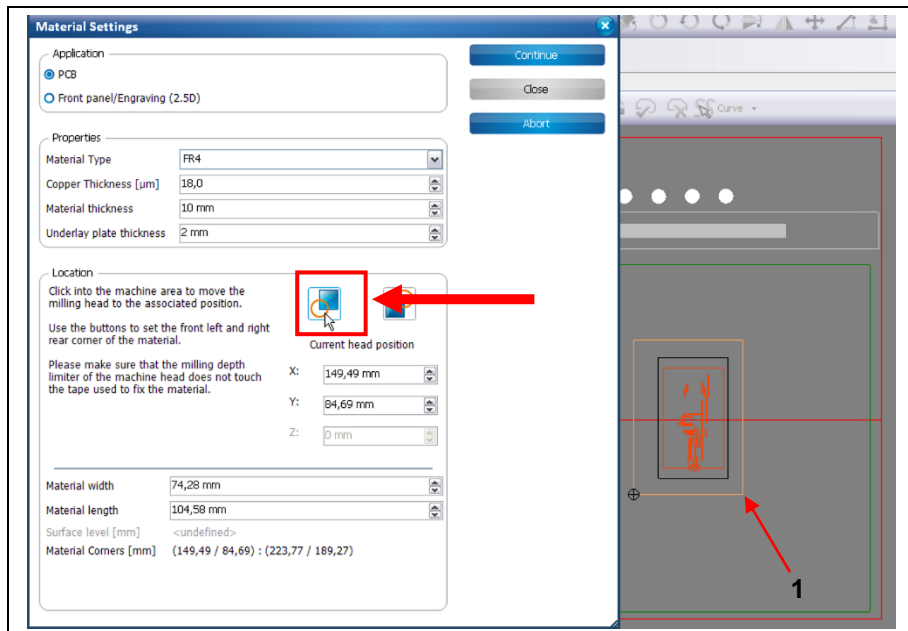 Material Settings
Application
PCB
Front panel/Engraving (2.5D)
Continue
Close
Abort
Properties
Material Type FR4
Copper Thickness [µm] 18,0
Material thickness 10 mm
Underlay plate thickness 2 mm
Location
Click into the machine area to move the
milling head to the associated position.
Use the buttons to set the front left and right
rear corner of the material.
Please make sure that the milling depth
limiter of the machine head does not touch
the tape used to fix the material.
Current head position
X: 149,49 mm
Y: 84,69 mm
Z: 0 mm
Material width 74,28 mm
Material length 104,58 mm
Surface level [mm] <undefined>
Material Corners [mm] (149,49 / 84,69) : (223,77 / 189,27)
Curve
1